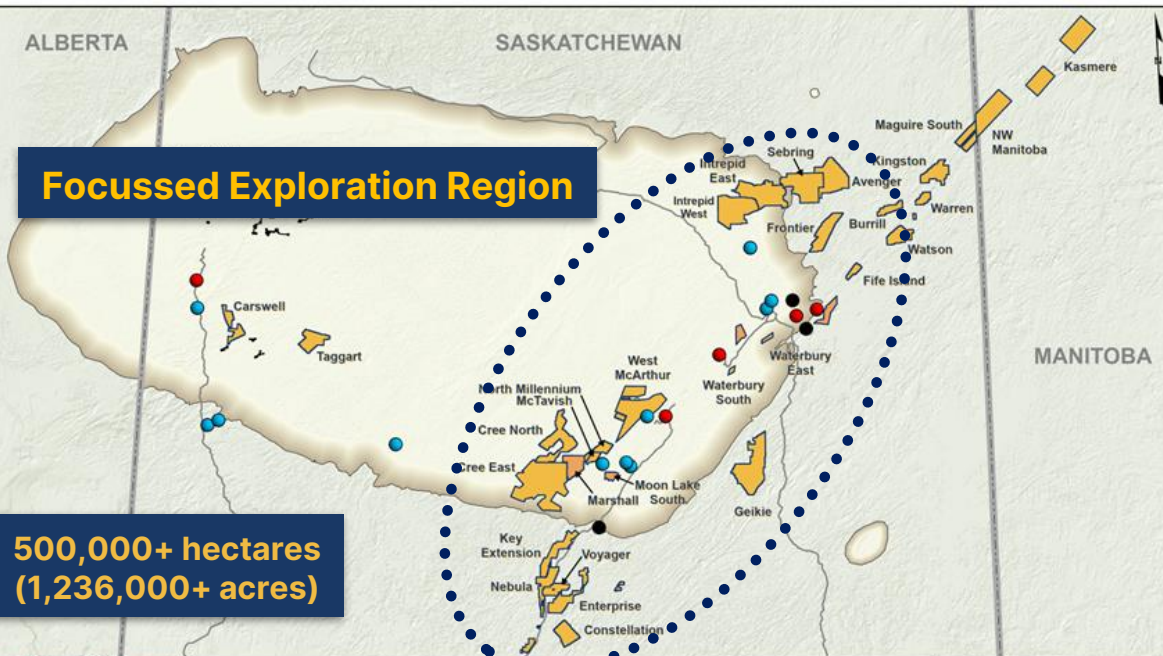 ALBERTA
SASKATCHEWAN
Kasmere
Maguire South
NW
Manitoba
Focussed Exploration Region
Sebring
Intrepid
East
Kingston
Avenger
Intrepid
West
Warren
Frontier
Burrill
Watson
Fife Island
Carswell
Taggart
MANITOBA
Waterbury
East
West
McArthur
Waterbury
South
North Millennium
McTavish
Cree North
Cree East
Moon Lake
South
Marshall
Geikie
500,000+ hectares
(1,236,000+ acres)
Key
Extension
Voyager
Nebula
Enterprise
Constellation